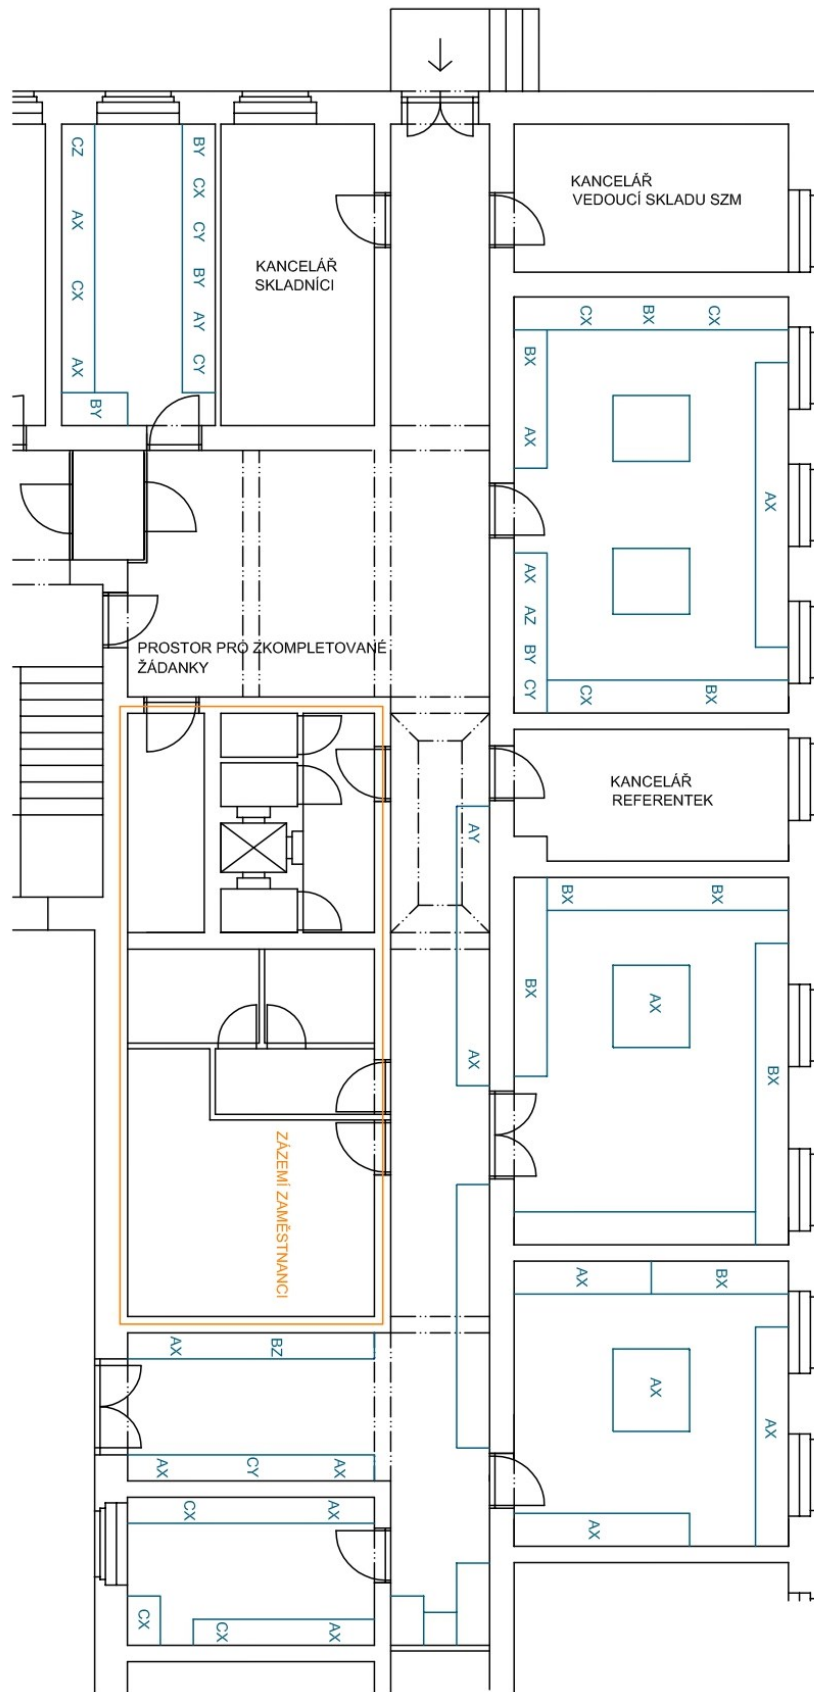 CZ
AX
CX
AX
BY
BY
CX
CY
BY
AY
CY
KANCELÁŘ
SKLADNÍCI
KANCELÁŘ
VEDOUCÍ SKLADU SZM
CX
BX
CX
BX
AX
AX
AX
AZ
BY
CY
CX
BX
PROSTOR PRO ZKOMPLETOVANÉ
ŽÁDANKY
KANCELÁŘ
REFERENTEK
AY
AX
BX
BX
BX
AX
BX
ZÁZEMÍ ZAMĚSTNANCI
AX
BX
AX
AX
AX
AX
BZ
AX
CY
AX
CX
AX
CX
CX
AX